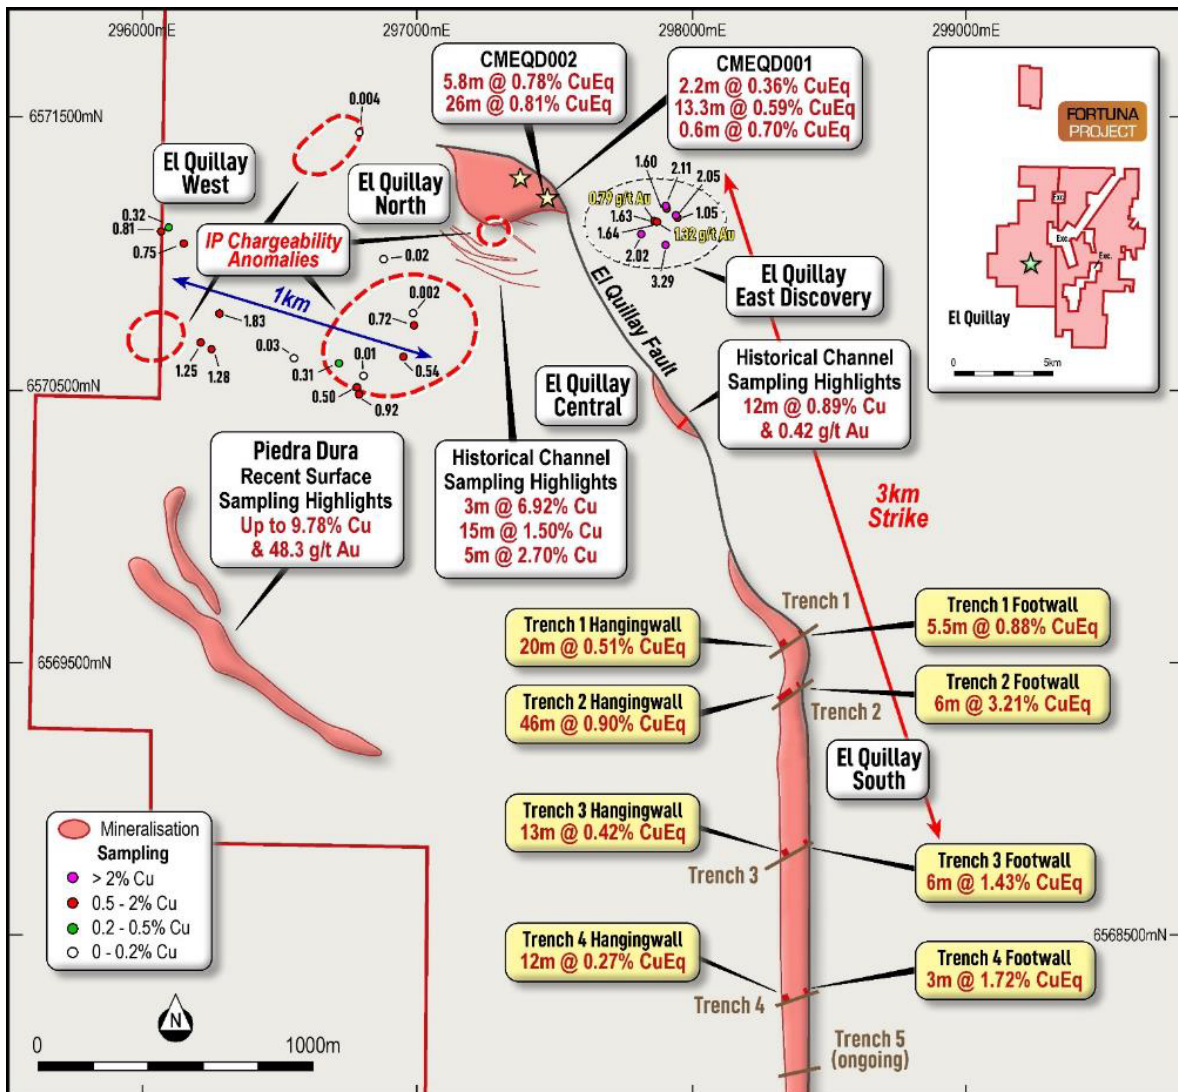 296000mE
297000mE
298000mE
299000mE
6571500mN
6570500mN
6569500mN
6568500mN
CMEQD002
5.8m @ 0.78% CuEq
26m @ 0.81% CuEq
CMEQD001
2.2m @ 0.36% CuEq
13.3m @ 0.59% CuEq
0.6m @ 0.70% CuEq
FORTUNA
PROJECT
Exc.
Exc.
Exc.
El Quillay
0
5km
0.004
El Quillay
West
El Quillay
North
IP Chargeability
Anomalies
0.32
0.81
0.75
1km
0.02
0.002
0.72
1.83
0.03
0.01
0.31
0.54
1.25
1.28
0.50
0.92
1.60
2.11
2.05
0.79 g/t Au
1.63
1.05
1.64
1.32 g/t Au
2.02
3.29
El Quillay
East Discovery
El Quillay Fault
El Quillay
Central
Historical Channel
Sampling Highlights
12m @ 0.89% Cu
& 0.42 g/t Au
Piedra Dura
Recent Surface
Sampling Highlights
Up to 9.78% Cu
& 48.3 g/t Au
Historical Channel
Sampling Highlights
3m @ 6.92% Cu
15m @ 1.50% Cu
5m @ 2.70% Cu
3km
Strike
Trench 1
Trench 1 Hangingwall
20m @ 0.51% CuEq
Trench 1 Footwall
5.5m @ 0.88% CuEq
Trench 2 Hangingwall
46m @ 0.90% CuEq
Trench 2
Trench 2 Footwall
6m @ 3.21% CuEq
El Quillay
South
Trench 3 Hangingwall
13m @ 0.42% CuEq
Trench 3
Trench 3 Footwall
6m @ 1.43% CuEq
Trench 4 Hangingwall
12m @ 0.27% CuEq
Trench 4
Trench 4 Footwall
3m @ 1.72% CuEq
Trench 5
(ongoing)
Mineralisation
Sampling
> 2% Cu
0.5 - 2% Cu
0.2 - 0.5% Cu
0 - 0.2% Cu
N
0
1000m